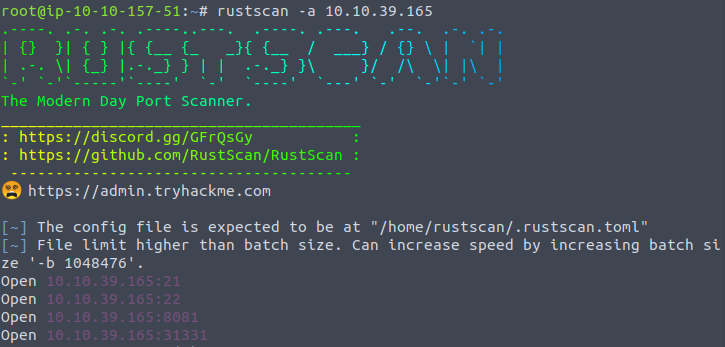 root@ip-10-10-157-51:~# rustscan -a 10.10.39.165
.----. .-. .-. .----..---.  .----. .---.   .--.  .-. .-.
| {}  }| { } |{ {__ {_   _}{ {__  /  ___} / {} \ |  `| |
| .-. \| {_} |.-._} } | |  .-._} }\     }/  /\  \| |\  |
`-' `-'`-----'`----'  `-'  `----'  `---' `-'  `-'`-' `-'
The Modern Day Port Scanner.
________________________________________
: https://discord.gg/GFrQsGy           :
: https://github.com/RustScan/RustScan :
 --------------------------------------
https://admin.tryhackme.com
[~] The config file is expected to be at "/home/rustscan/.rustscan.toml"
[~] File limit higher than batch size. Can increase speed by increasing batch si
ze '-b 1048476'.
Open 10.10.39.165:21
Open 10.10.39.165:22
Open 10.10.39.165:8081
Open 10.10.39.165:31331